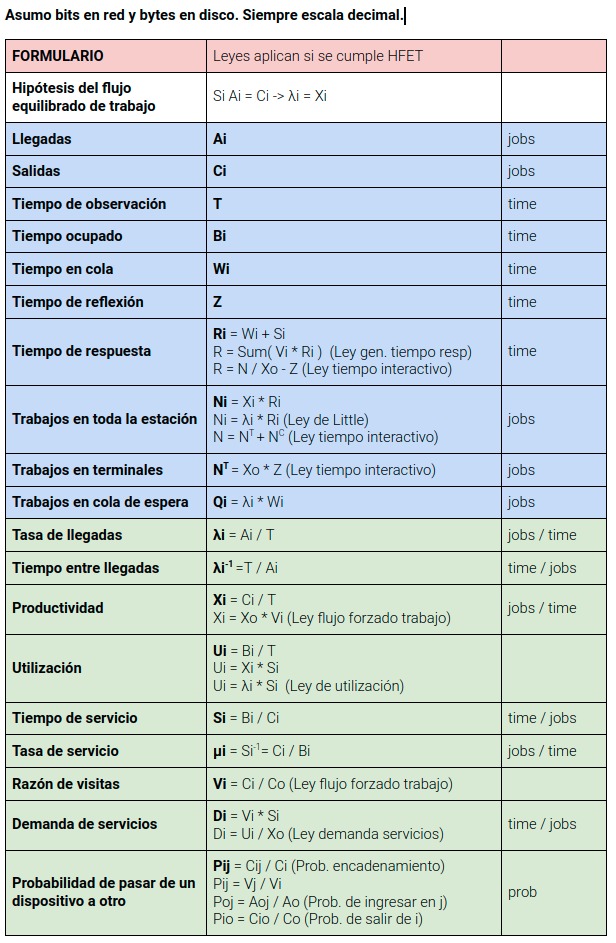 Asumo bits en red y bytes en disco. Siempre escala decimal.
FORMULARIO
Leyes aplican si se cumple HFET
Hipótesis del flujo
equilibrado de trabajo
Si Ai = Ci -> λi = Xi
Llegadas
Ai
jobs
Salidas
Ci
jobs
Tiempo de observación
T
time
Tiempo ocupado
Bi
time
Tiempo en cola
Wi
time
Tiempo de reflexión
Z
time
Tiempo de respuesta
Ri = Wi + Si
R = Sum( Vi * Ri ) (Ley gen. tiempo resp)
R = N / Xo - Z (Ley tiempo interactivo)
time
Trabajos en toda la estación
Ni = Xi * Ri
Ni = λi * Ri (Ley de Little)
N = Nᵀ + Nᶜ (Ley tiempo interactivo)
jobs
Trabajos en terminales
Nᵀ = Xo * Z (Ley tiempo interactivo)
jobs
Trabajos en cola de espera
Qi = λi * Wi
jobs
Tasa de llegadas
λi = Ai / T
jobs / time
Tiempo entre llegadas
λi⁻¹ =T / Ai
time / jobs
Productividad
Xi = Ci / T
Xi = Xo * Vi (Ley flujo forzado trabajo)
jobs / time
Utilización
Ui = Bi / T
Ui = Xi * Si
Ui = λi * Si (Ley de utilización)
Tiempo de servicio
Si = Bi / Ci
time / jobs
Tasa de servicio
μi = Si⁻¹= Ci / Bi
jobs / time
Razón de visitas
Vi = Ci / Co (Ley flujo forzado trabajo)
Demanda de servicios
Di = Vi * Si
Di = Ui / Xo (Ley demanda servicios)
time / jobs
Probabilidad de pasar de un
dispositivo a otro
Pij = Cij / Ci (Prob. encadenamiento)
Pij = Vj / Vi
Poj = Aoj / Ao (Prob. de ingresar en j)
Pio = Cio / Co (Prob. de salir de i)
prob